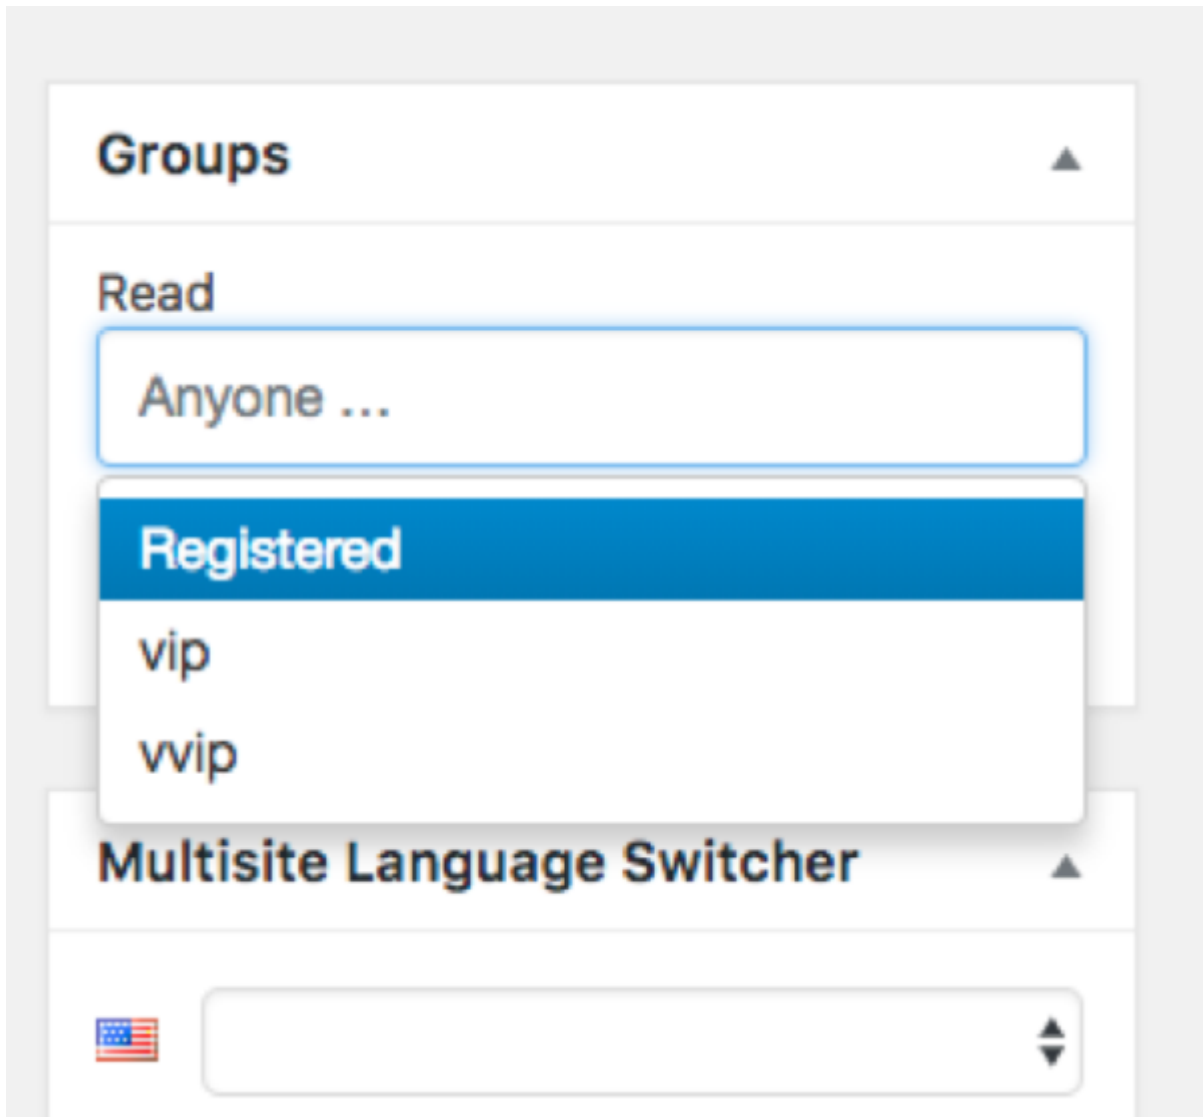 Groups
Read
Anyone ...
Registered
vip
vvip
Multisite Language Switcher